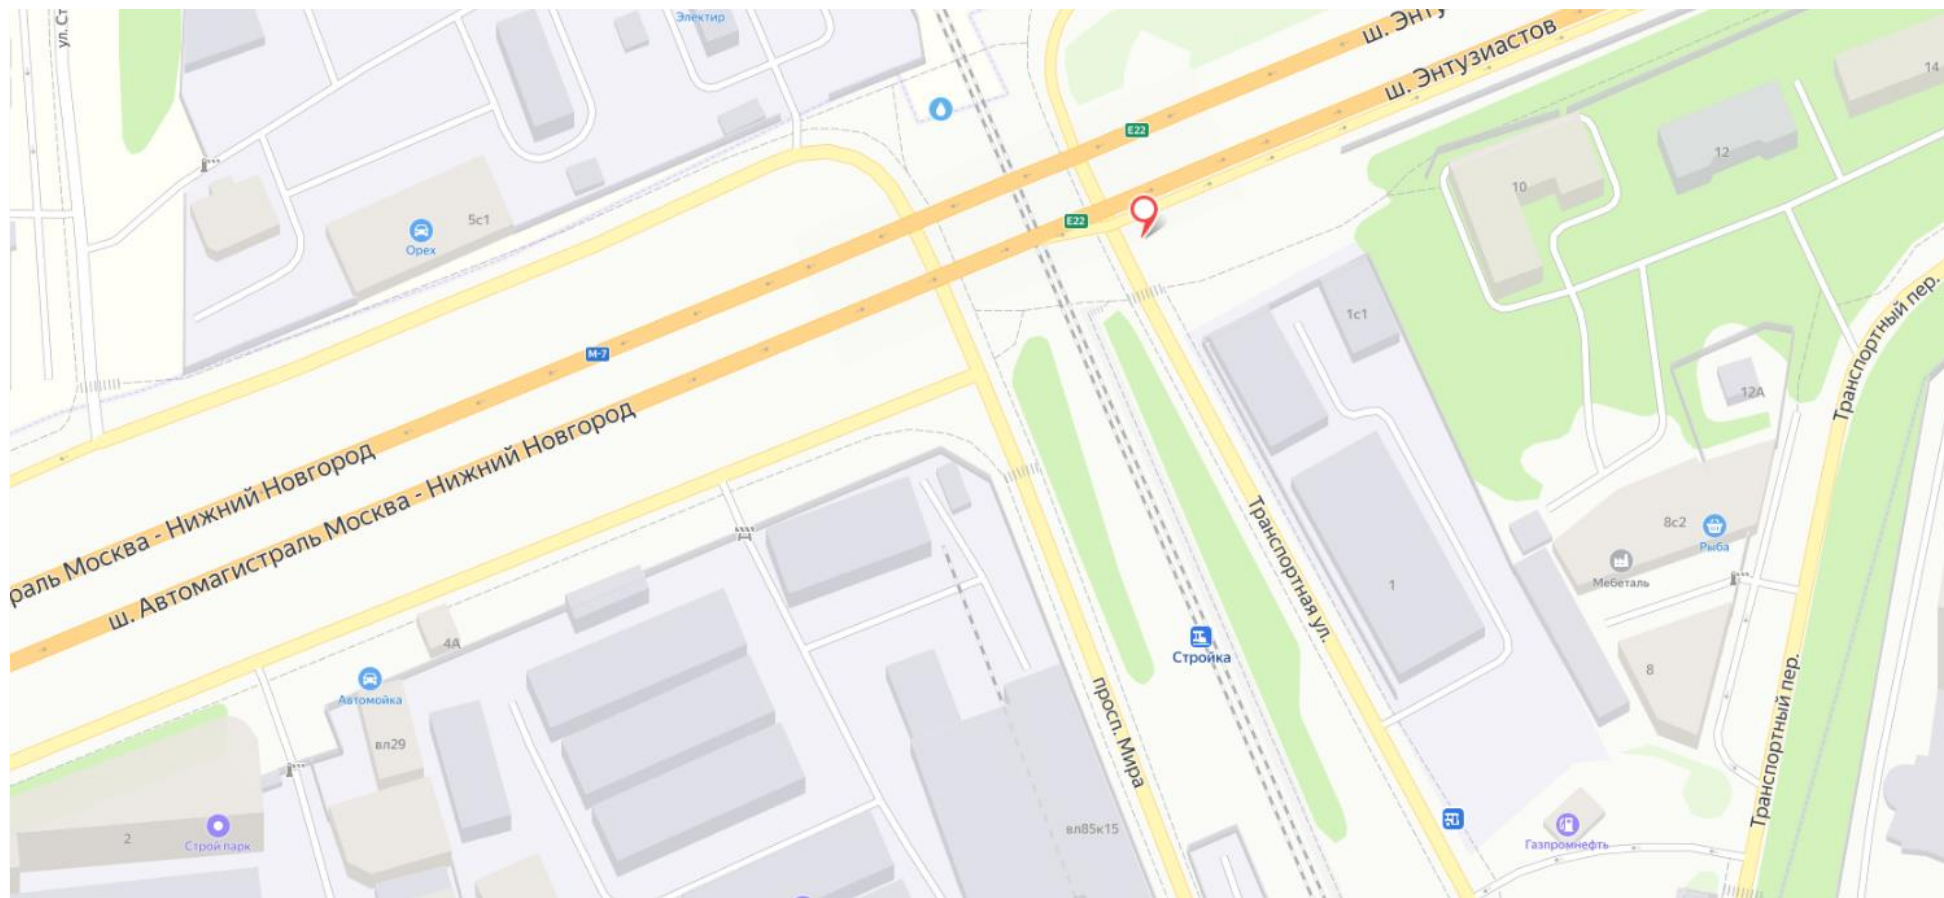 ул. Ст
Электир
ш. Энту
ш. Энтузиастов
14
E22
12
10
5с1
Орех
E22
1с1
Транспортный пер.
М-7
12А
раль Москва - Нижний Новгород
ш. Автомагистраль Москва - Нижний Новгород
8с2
Рыба
Мебеталь
Транспортная ул.
1
4А
Стройка
8
Автомойка
вл29
просп. Мира
Транспортный пер.
2
Строй парк
вл85к15
Газпромнефть